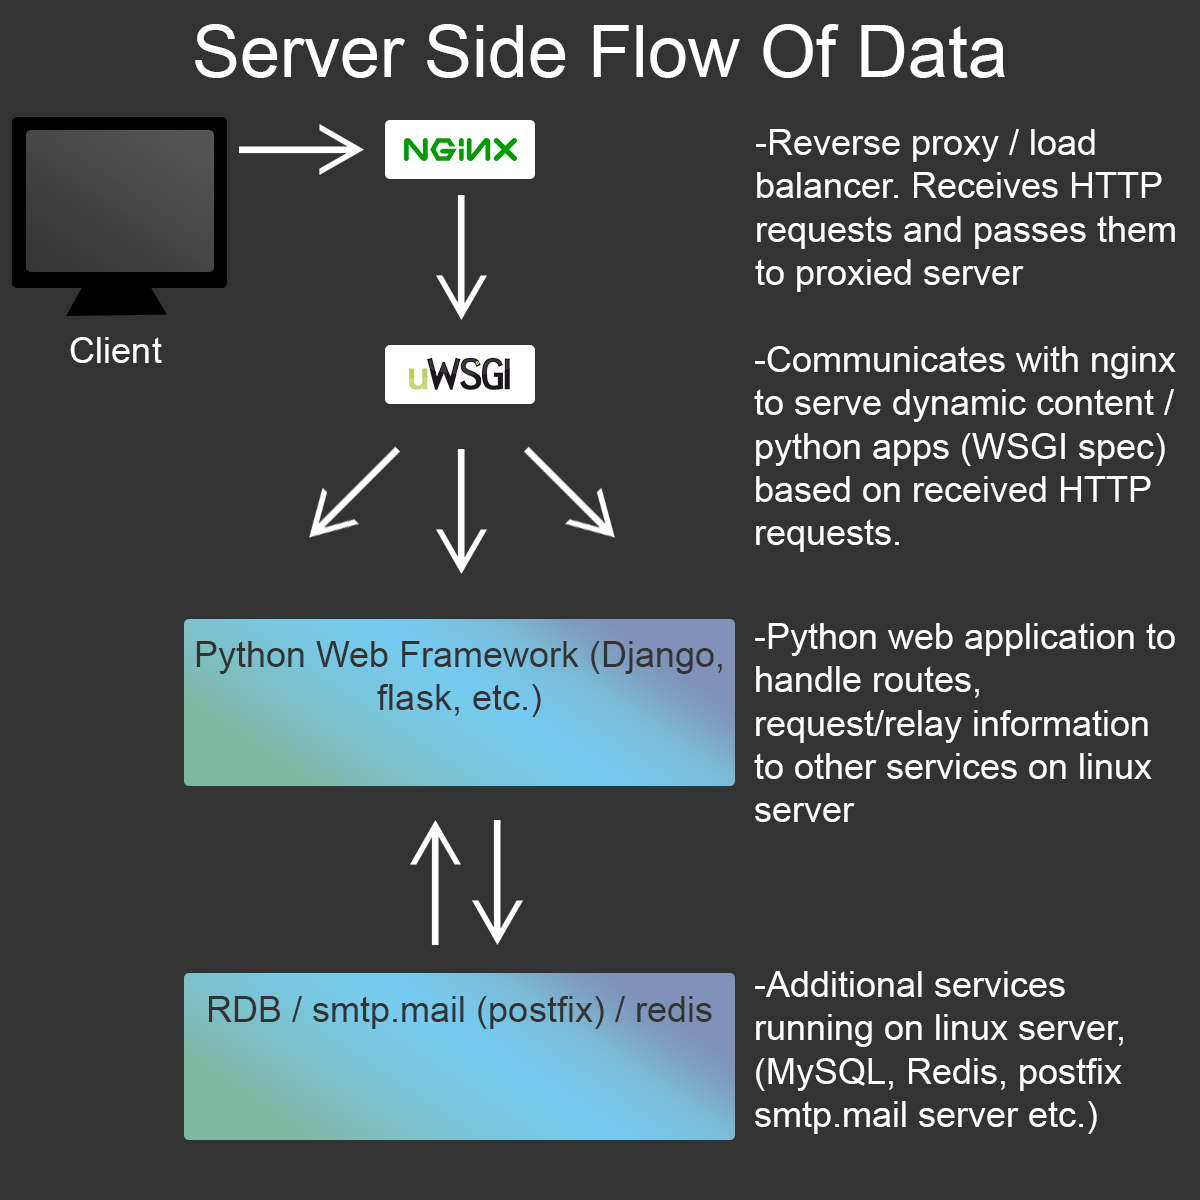 Server Side Flow Of Data
Client
NGiNX
-Reverse proxy / load
balancer. Receives HTTP
requests and passes them
to proxied server
uWSGI
-Communicates with nginx
to serve dynamic content /
python apps (WSGI spec)
based on received HTTP
requests.
Python Web Framework (Django,
flask, etc.)
-Python web application to
handle routes,
request/relay information
to other services on linux
server
RDB / smtp.mail (postfix) / redis
-Additional services
running on linux server,
(MySQL, Redis, postfix
smtp.mail server etc.)